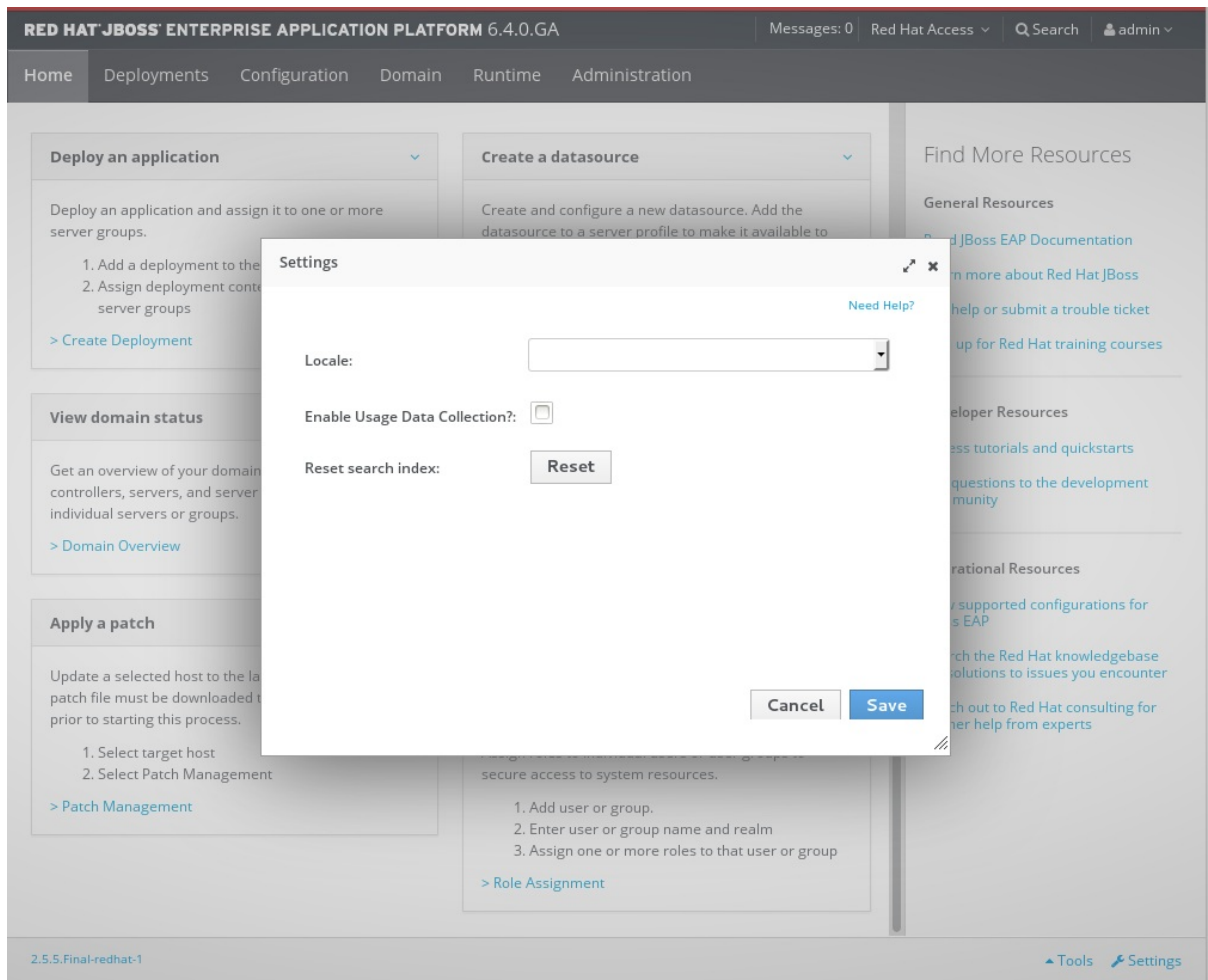 RED HAT JBOSS ENTERPRISE APPLICATION PLATFORM 6.4.0.GA
Messages: 0
Red Hat Access
Search
admin
Home
Deployments
Configuration
Domain
Runtime
Administration
Deploy an application
Deploy an application and assign it to one or more
server groups.
1. Add a deployment to the
2. Assign deployment
server groups
> Create Deployment
Create a datasource
Create and configure a new datasource. Add the
datasource to a server profile to make it available to
View domain status
Get an overview of your domain
controllers, servers, and server
individual servers or groups.
> Domain Overview
Apply a patch
Update a selected host to the
patch file must be downloaded
prior to starting this process.
1. Select target host
2. Select Patch Management
> Patch Management
Settings
Need Help?
Locale:
Enable Usage Data Collection?:
Reset search index:
Reset
Cancel
Save
secure access to system resources.
1. Add user or group.
2. Enter user or group name and realm
3. Assign one or more roles to that user or group
> Role Assignment
Find More Resources
General Resources
JBoss EAP Documentation
more about Red Hat JBoss
help or submit a trouble ticket
up for Red Hat training courses
Resources
tutorials and quickstarts
questions to the development
Resources
supported configurations for
EAP
the Red Hat knowledgebase
solutions to issues you encounter
out to Red Hat consulting for
help from experts
2.5.5.Final-redhat-1
Tools
Settings